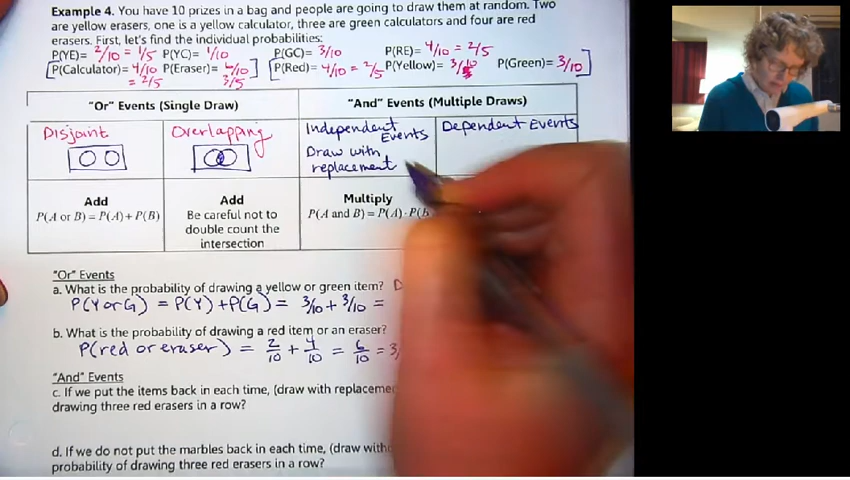 Example 4. You have 10 prizes in a bag and people are going to draw them at random. Two
are yellow erasers, one is a yellow calculator, three are green calculators and four are red
erasers. First, let's find the individual probabilities:
P(YE)= 2/10 = 1/5 P(YC)= 1/10 P(GC)= 3/10 P(RE)= 4/10 = 2/5
[P(Calculator)= 4/10 P(Eraser)= 6/10 ] [P(Red)= 4/10 = 2/5 P(Yellow)= 3/10 P(Green)= 3/10 ]
= 2/5 3/5
"Or" Events (Single Draw) "And" Events (Multiple Draws)
Disjoint Overlapping Independent Events Dependent Events
Draw with
replacement
Add Add Multiply
P(A or B) = P(A) + P(B) Be careful not to P(A and B) = P(A) · P(B
double count the
intersection
"Or" Events
a. What is the probability of drawing a yellow or green item? D
P(Y or G) = P(Y) + P(G) = 3/10 + 3/10 =
b. What is the probability of drawing a red item or an eraser?
P(red or eraser) = 2/10 + 4/10 = 6/10 = 3/
"And" Events
c. If we put the items back in each time, (draw with replaceme
drawing three red erasers in a row?
d. If we do not put the marbles back in each time, (draw with
probability of drawing three red erasers in a row?